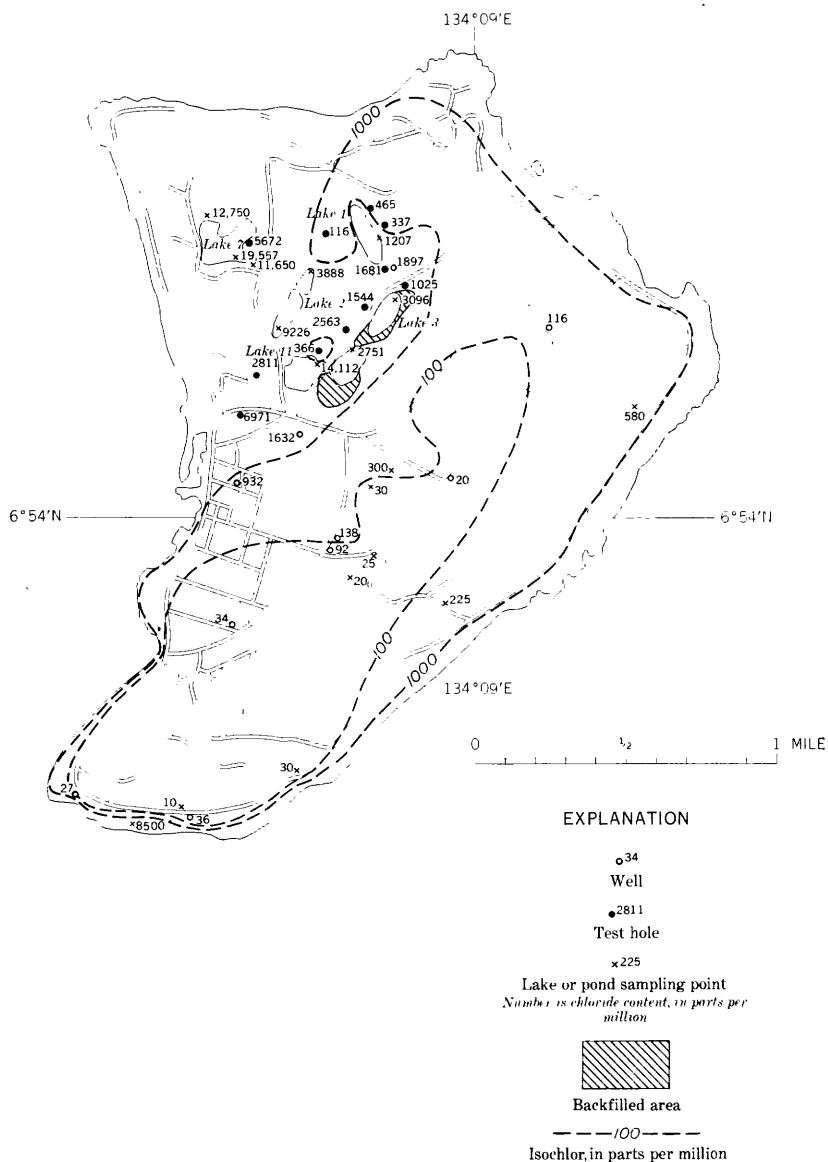 134°09'E
1000
12,750
Lake 1
465
337
116
1207
Lake 7
5672
19,557
11,650
3888
1681
1897
1025
Lake 2
1544
3096
9226
2563
Lake 3
116
Lake 11
366
2751
2811
14,112
100
580
6971
1632
300
932
30
20
6°54'N
6°54'N
138
92
25
20
225
34
100
1000
134°09'E
0 1/2 1 MILE
30
27
10
36
8500
EXPLANATION
34
Well
2811
Test hole
225
Lake or pond sampling point
Number is chloride content, in parts per
million
Backfilled area
100
Isochlor, in parts per million